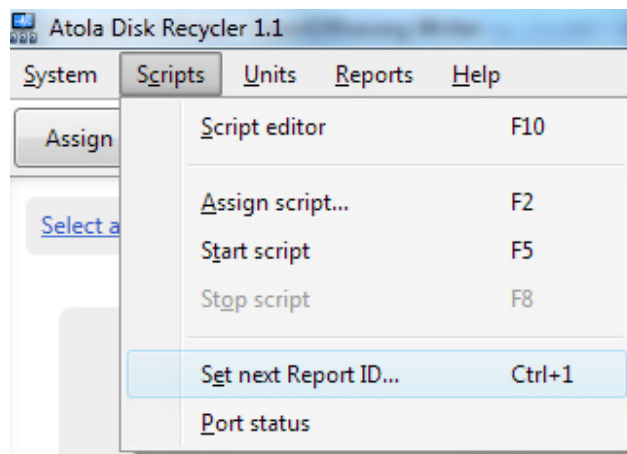 Atola Disk Recycler 1.1
System Scripts Units Reports Help
Assign
Script editor F10
Assign script... F2
Select a
Start script F5
Stop script F8
Set next Report ID... Ctrl+1
Port status